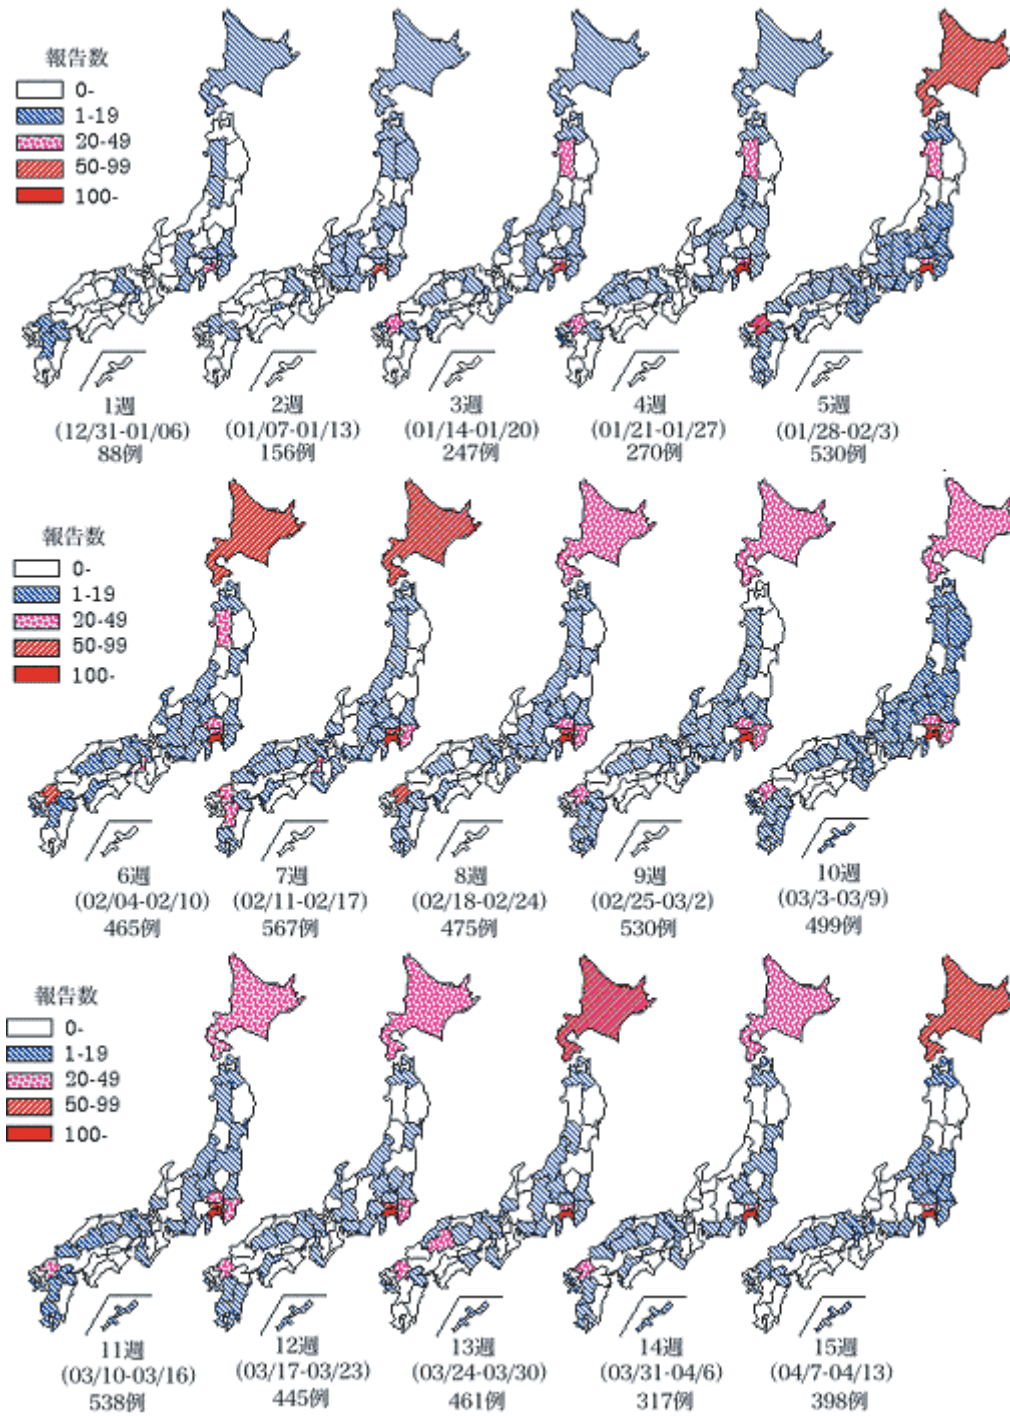 報告数
0-
1-19
20-49
50-99
100-
1週
(12/31-01/06)
88例
2週
(01/07-01/13)
156例
3週
(01/14-01/20)
247例
4週
(01/21-01/27)
270例
5週
(01/28-02/3)
530例
報告数
0-
1-19
20-49
50-99
100-
6週
(02/04-02/10)
465例
7週
(02/11-02/17)
567例
8週
(02/18-02/24)
475例
9週
(02/25-03/2)
530例
10週
(03/3-03/9)
499例
報告数
0-
1-19
20-49
50-99
100-
11週
(03/10-03/16)
538例
12週
(03/17-03/23)
445例
13週
(03/24-03/30)
461例
14週
(03/31-04/6)
317例
15週
(04/7-04/13)
398例